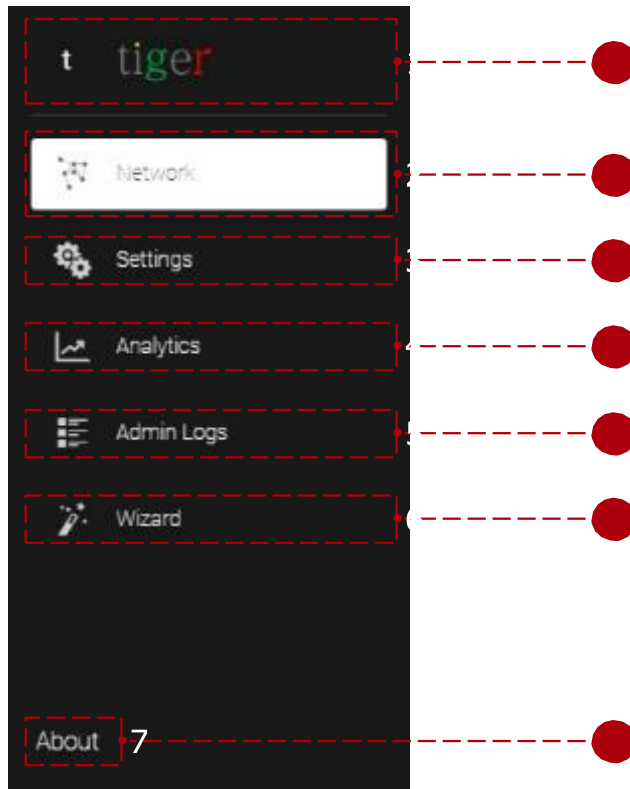 t tiger
Network
Settings
Analytics
Admin Logs
Wizard
About 7